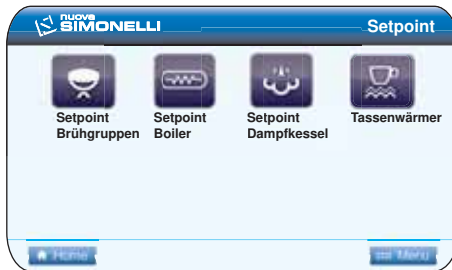 nuova
SIMONELLI
Setpoint
Setpoint
Brühgruppen
Setpoint
Boiler
Setpoint
Dampfkessel
Tassenwärmer
Home
Menu